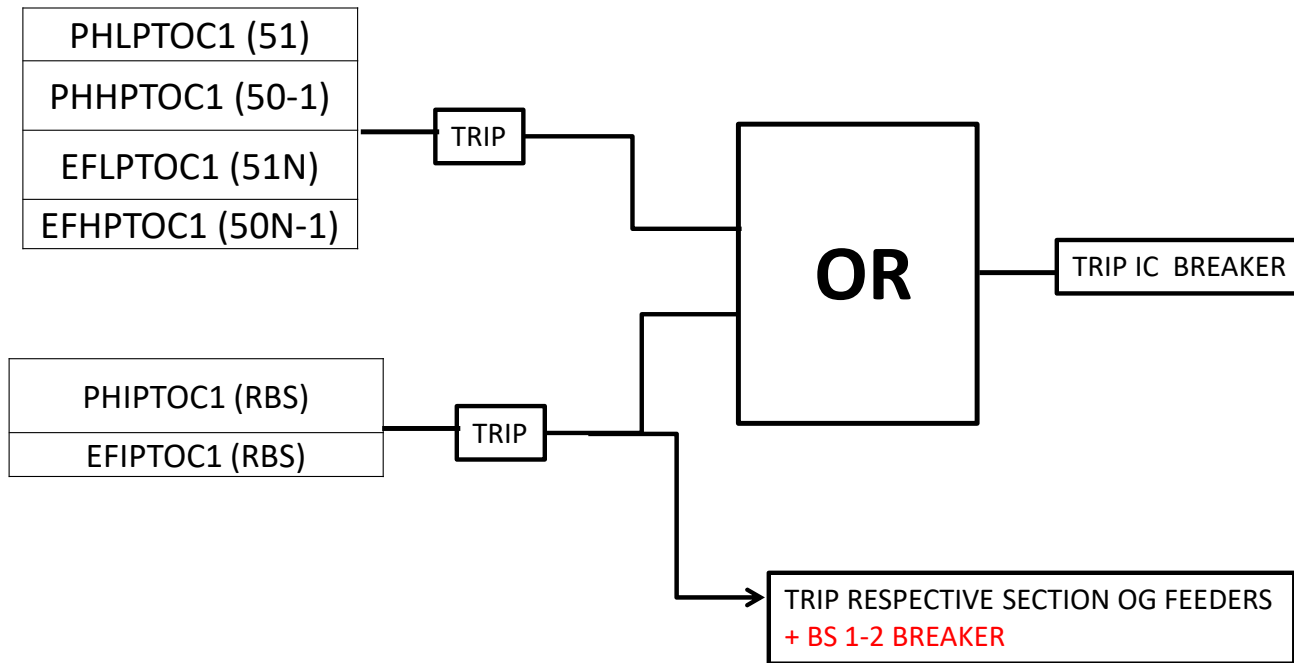 PHLPTOC1 (51)
PHHPTOC1 (50-1)
EFLPTOC1 (51N)
EFHPTOC1 (50N-1)
TRIP
OR
TRIP IC  BREAKER
PHIPTOC1 (RBS)
EFIPTOC1 (RBS)
TRIP
TRIP RESPECTIVE SECTION OG FEEDERS
+ BS 1-2 BREAKER